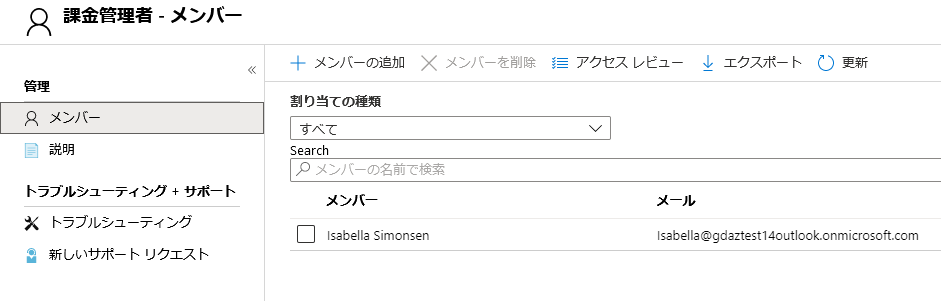 課金管理者 - メンバー
«
管理
メンバー
説明
トラブルシューティング + サポート
トラブルシューティング
新しいサポート リクエスト
メンバーの追加 メンバーを削除 アクセス レビュー エクスポート 更新
割り当ての種類
すべて
Search
メンバーの名前で検索
メンバー メール
Isabella Simonsen Isabella@gdaztest14outlook.onmicrosoft.com